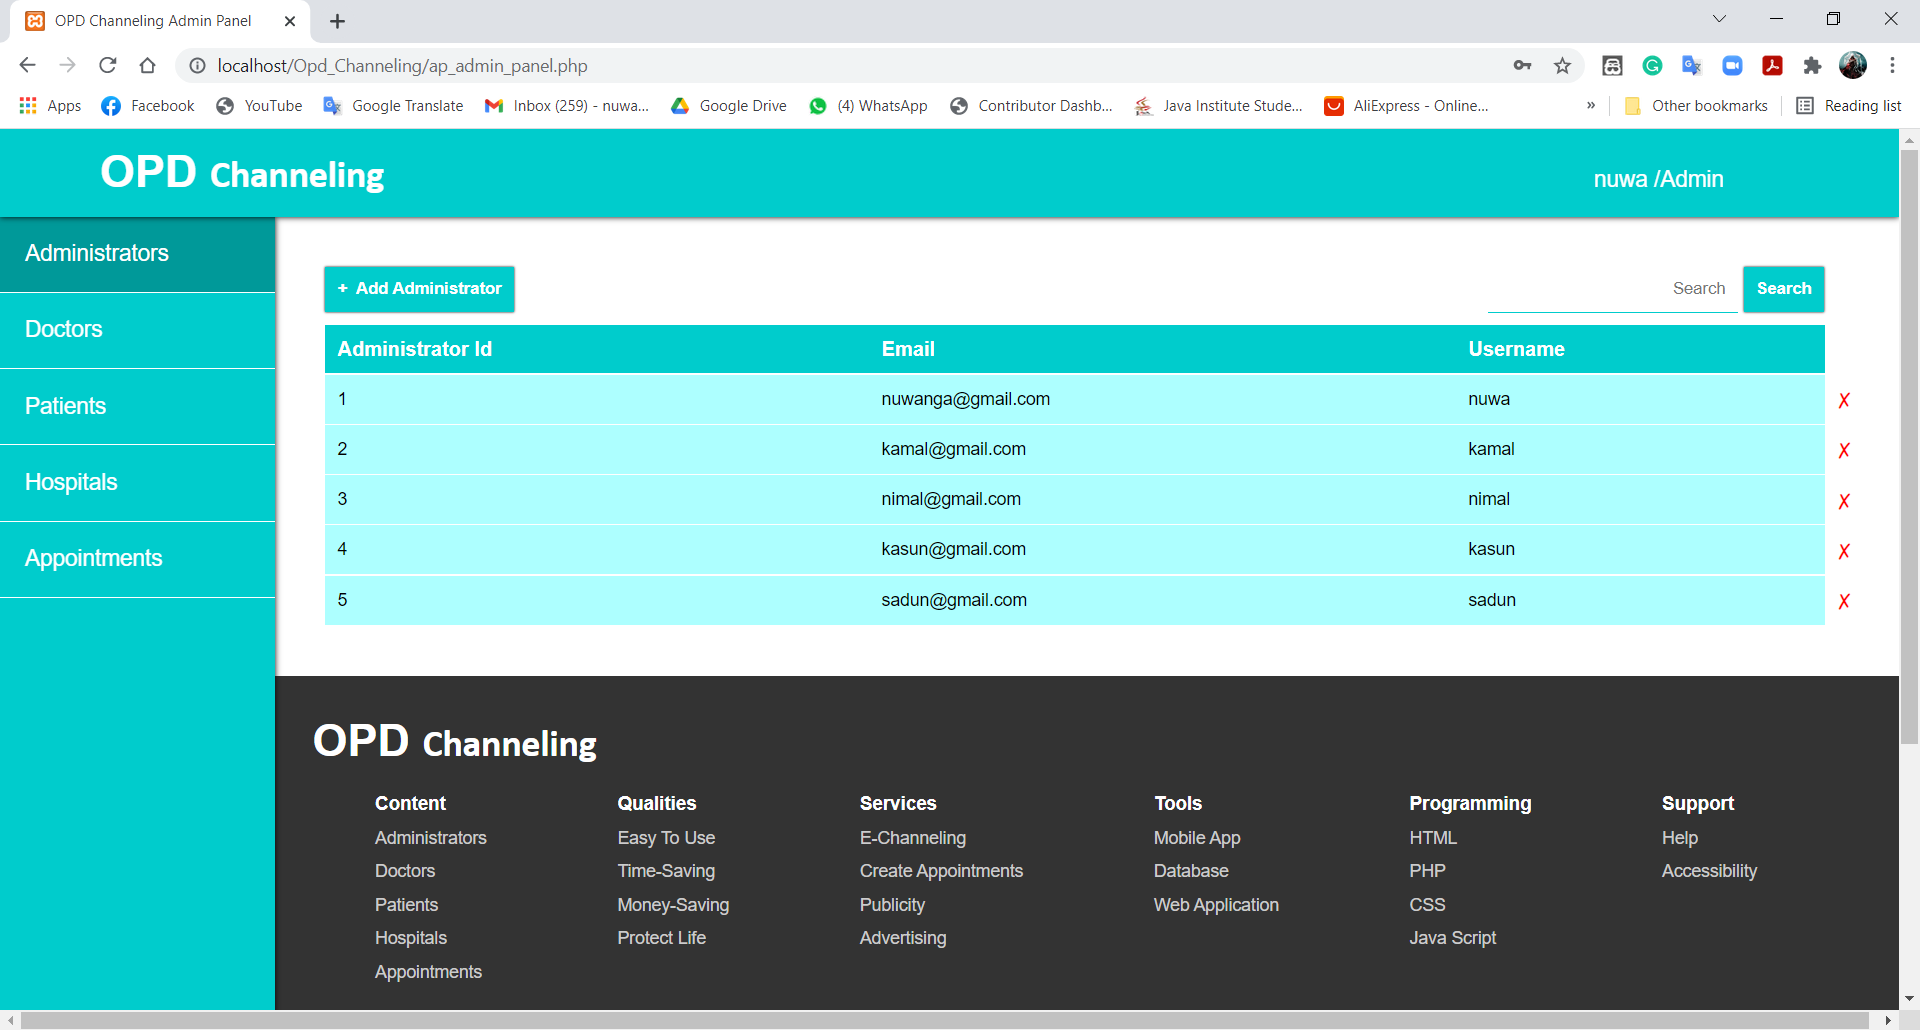 OPD Channeling Admin Panel
localhost/Opd_Channeling/ap_admin_panel.php
Apps Facebook YouTube Google Translate Inbox (259) - nuwa... Google Drive (4) WhatsApp Contributor Dashb... Java Institute Stude... AliExpress - Online... » Other bookmarks Reading list
OPD Channeling
nuwa /Admin
Administrators
Doctors
Patients
Hospitals
Appointments
+ Add Administrator
Search Search
Administrator Id Email Username
1 nuwanga@gmail.com nuwa ✗
2 kamal@gmail.com kamal ✗
3 nimal@gmail.com nimal ✗
4 kasun@gmail.com kasun ✗
5 sadun@gmail.com sadun ✗
OPD Channeling
Content Qualities Services Tools Programming Support
Administrators Easy To Use E-Channeling Mobile App HTML Help
Doctors Time-Saving Create Appointments Database PHP Accessibility
Patients Money-Saving Publicity Web Application CSS
Hospitals Protect Life Advertising Java Script
Appointments